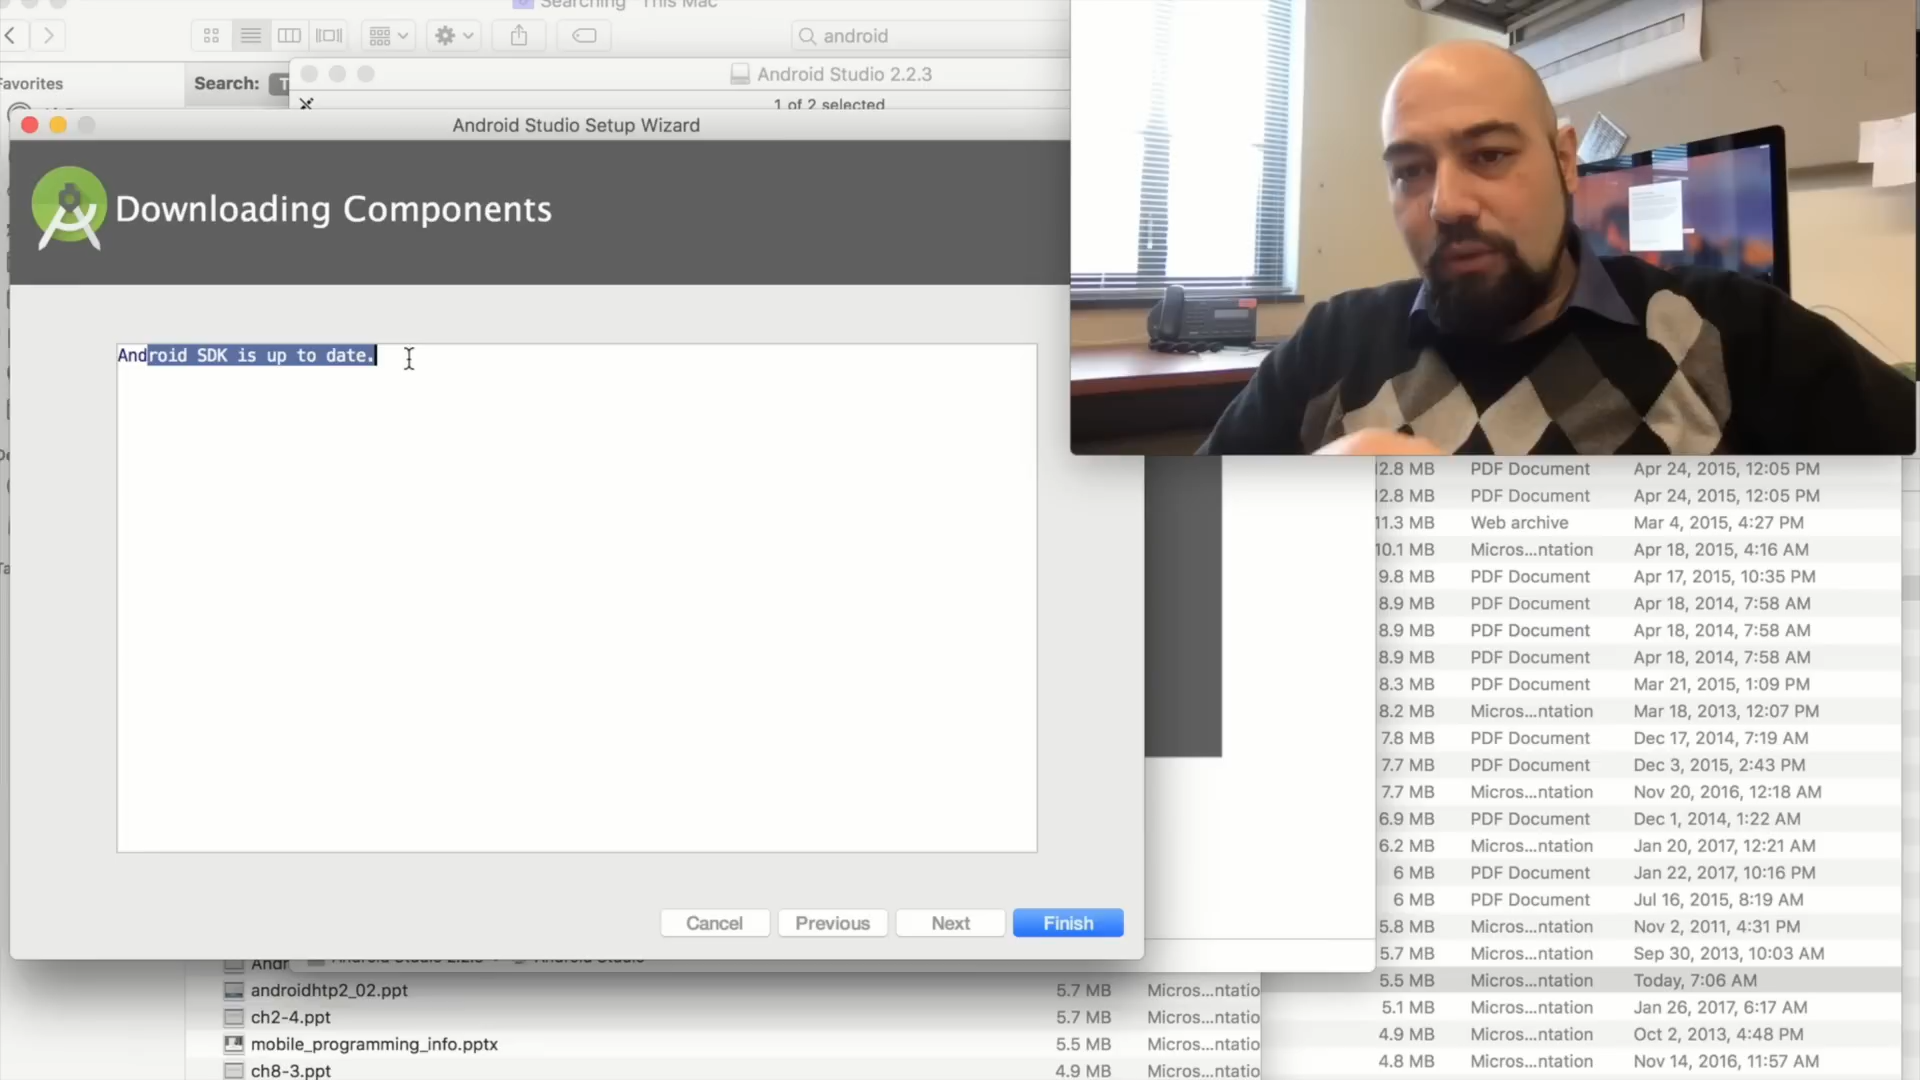 Searching "This Mac"
android
Favorites
Search:
Android Studio 2.2.3
1 of 2 selected
Android Studio Setup Wizard
Downloading Components
Android SDK is up to date.
Cancel
Previous
Next
Finish
12.8 MB PDF Document Apr 24, 2015, 12:05 PM
12.8 MB PDF Document Apr 24, 2015, 12:05 PM
11.3 MB Web archive Mar 4, 2015, 4:27 PM
10.1 MB Micros...ntation Apr 18, 2015, 4:16 AM
9.8 MB PDF Document Apr 17, 2015, 10:35 PM
8.9 MB PDF Document Apr 18, 2014, 7:58 AM
8.9 MB PDF Document Apr 18, 2014, 7:58 AM
8.9 MB PDF Document Apr 18, 2014, 7:58 AM
8.3 MB PDF Document Mar 21, 2015, 1:09 PM
8.2 MB Micros...ntation Mar 18, 2013, 12:07 PM
7.8 MB PDF Document Dec 17, 2014, 7:19 AM
7.7 MB PDF Document Dec 3, 2015, 2:43 PM
7.7 MB Micros...ntation Nov 20, 2016, 12:18 AM
6.9 MB PDF Document Dec 1, 2014, 1:22 AM
6.2 MB Micros...ntation Jan 20, 2017, 12:21 AM
6 MB PDF Document Jan 22, 2017, 10:16 PM
6 MB PDF Document Jul 16, 2015, 8:19 AM
5.8 MB Micros...ntation Nov 2, 2011, 4:31 PM
5.7 MB Micros...ntation Sep 30, 2013, 10:03 AM
5.5 MB Micros...ntation Today, 7:06 AM
5.1 MB Micros...ntation Jan 26, 2017, 6:17 AM
4.9 MB Micros...ntation Oct 2, 2013, 4:48 PM
4.8 MB Micros...ntation Nov 14, 2016, 11:57 AM
Andr
androidhtp2_02.ppt 5.7 MB Micros...ntatio
ch2-4.ppt 5.7 MB Micros...ntatio
mobile_programming_info.pptx 5.5 MB Micros...ntatio
ch8-3.ppt 4.9 MB Micros...ntatio